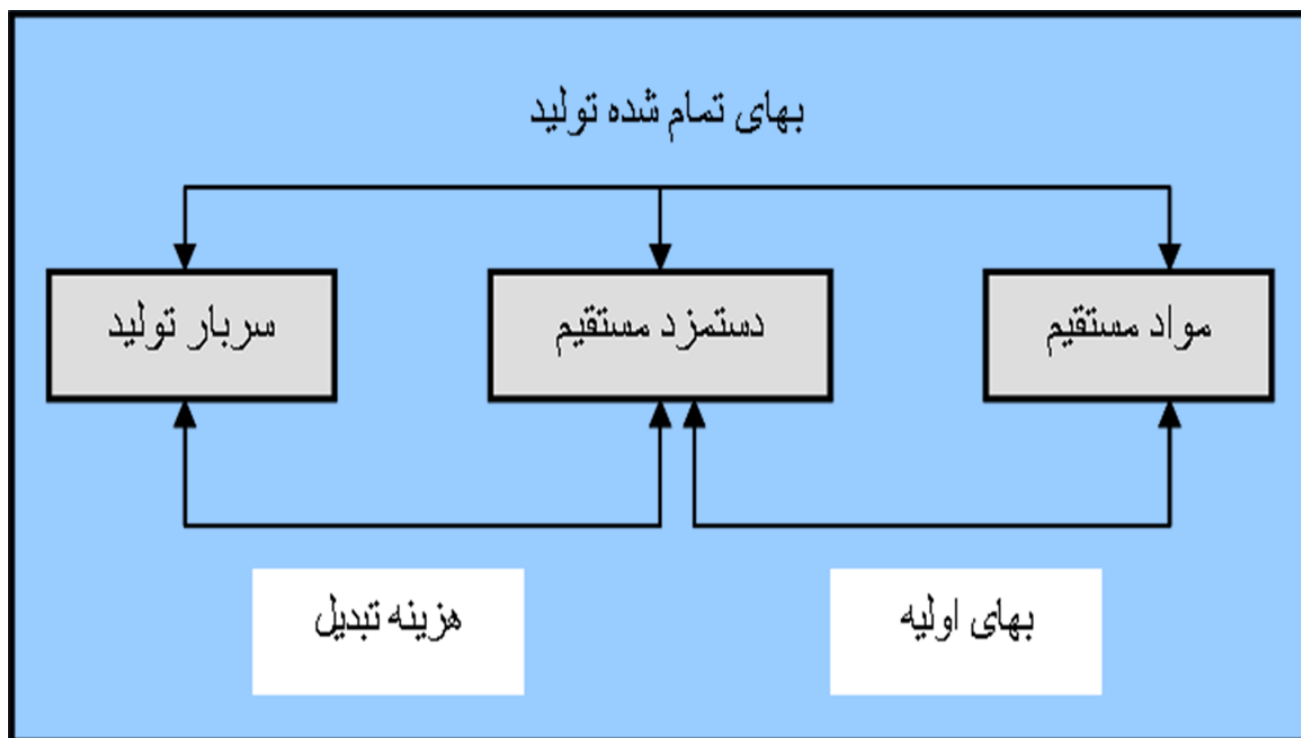 بهای تمام شده تولید
مواد مستقیم
دستمزد مستقیم
سربار تولید
بهای اولیه
هزینه تبدیل